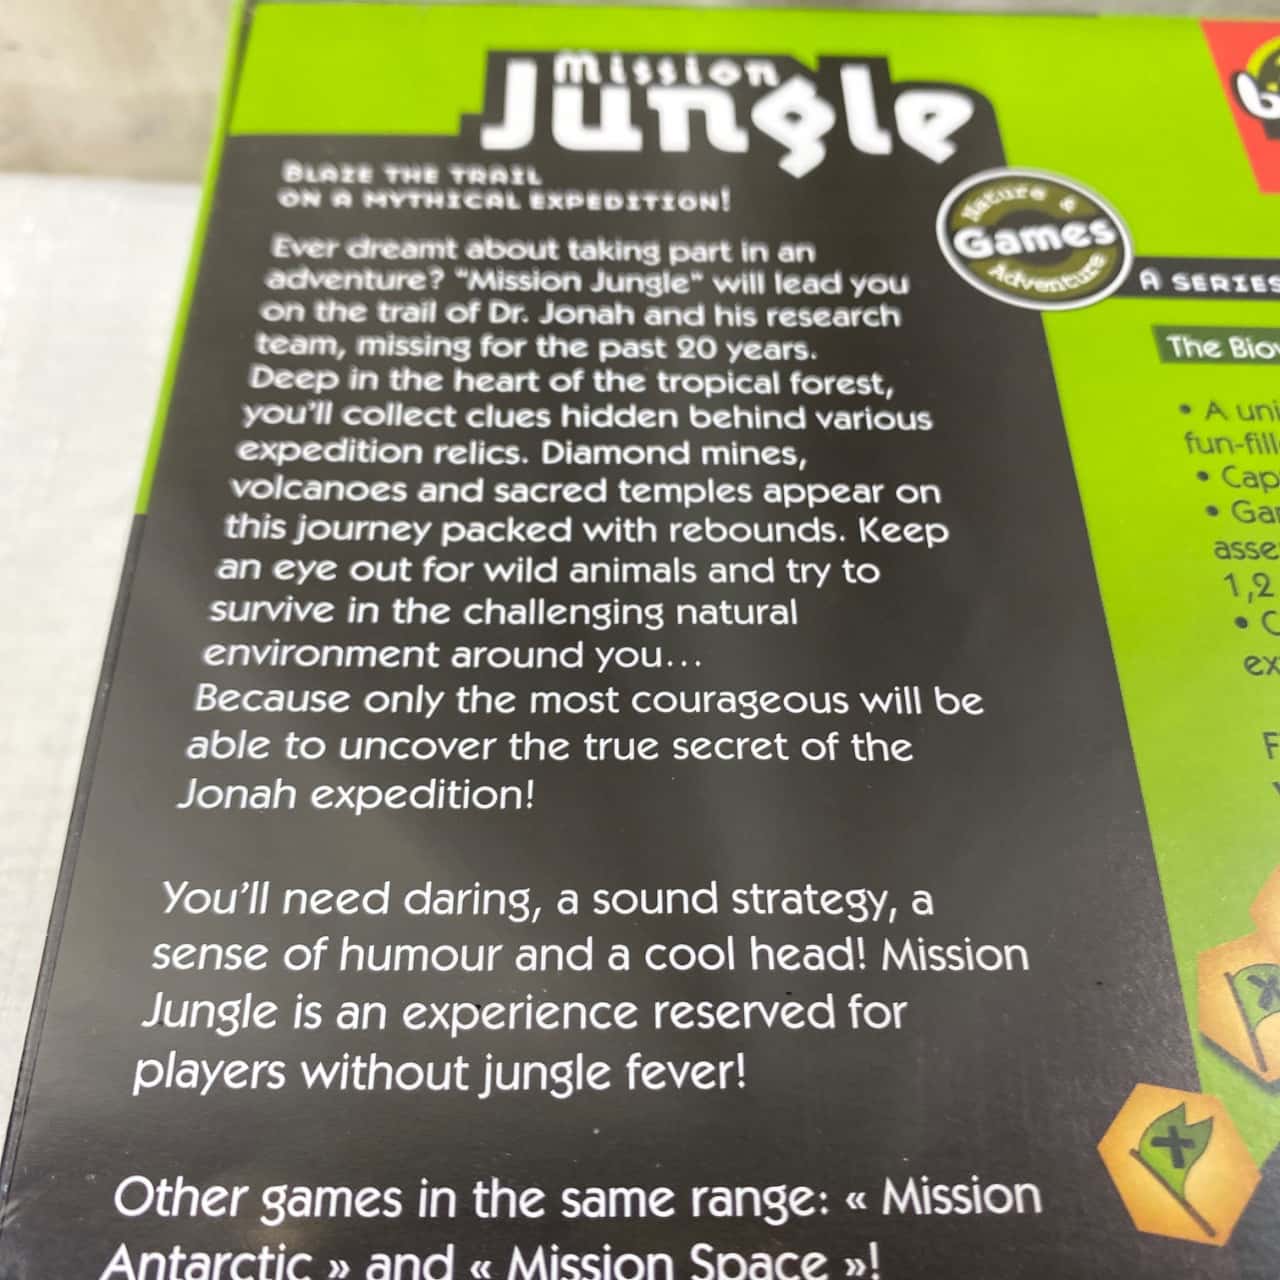 Mission
Jungle
BLAZE THE TRAIL
ON A MYTHICAL EXPEDITION!
Nature &
Games
Adventure
A SERIES
Ever dreamt about taking part in an
adventure? "Mission Jungle" will lead you
on the trail of Dr. Jonah and his research
team, missing for the past 20 years.
Deep in the heart of the tropical forest,
you'll collect clues hidden behind various
expedition relics. Diamond mines,
volcanoes and sacred temples appear on
this journey packed with rebounds. Keep
an eye out for wild animals and try to
survive in the challenging natural
environment around you...
Because only the most courageous will be
able to uncover the true secret of the
Jonah expedition!
You'll need daring, a sound strategy, a
sense of humour and a cool head! Mission
Jungle is an experience reserved for
players without jungle fever!
Other games in the same range: « Mission
Antarctic » and « Mission Space »!
The
• A
•
•
1,2
•